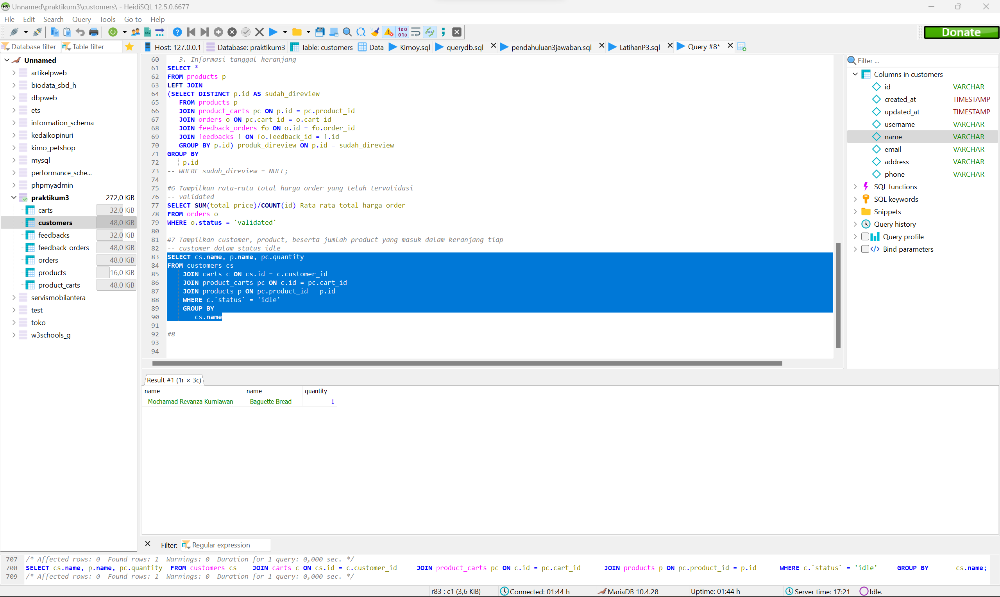 Unnamed\praktikum3\customers\ - HeidiSQL 12.5.0.6677
File Edit Search Query Tools Go to Help
Donate
Database filter Table filter
Host: 127.0.0.1 Database: praktikum3 Table: customers Data Kimoy.sql querydb.sql pendahuluan3jawaban.sql LatihanP3.sql Query #8*
Unnamed
artikelpweb
biodata_sbd_h
dbpweb
ets
information_schema
kedaikopinuri
kimo_petshop
mysql
performance_sche...
phpmyadmin
praktikum3 272,0 KiB
carts 32,0 KiB
customers 48,0 KiB
feedbacks 32,0 KiB
feedback_orders 48,0 KiB
orders 48,0 KiB
products 16,0 KiB
product_carts 48,0 KiB
servismobilantera
test
toko
w3schools_g
60 -- 3. Informasi tanggal keranjang
61 SELECT *
62 FROM products p
63 LEFT JOIN
64 (SELECT DISTINCT p.id AS sudah_direview
65 FROM products p
66 JOIN product_carts pc ON p.id = pc.product_id
67 JOIN orders o ON pc.cart_id = o.cart_id
68 JOIN feedback_orders fo ON o.id = fo.order_id
69 JOIN feedbacks f ON fo.feedback_id = f.id
70 GROUP BY p.id) produk_direview ON p.id = sudah_direview
71 GROUP BY
72 p.id
73 -- WHERE sudah_direview = NULL;
74
75 #6 Tampilkan rata-rata total harga order yang telah tervalidasi
76 -- validated
77 SELECT SUM(total_price)/COUNT(id) Rata_rata_total_harga_order
78 FROM orders o
79 WHERE o.status = 'validated'
80
81 #7 Tampilkan customer, product, beserta jumlah product yang masuk dalam keranjang tiap
82 -- customer dalam status idle
83 SELECT cs.name, p.name, pc.quantity
84 FROM customers cs
85 JOIN carts c ON cs.id = c.customer_id
86 JOIN product_carts pc ON c.id = pc.cart_id
87 JOIN products p ON pc.product_id = p.id
88 WHERE c.`status` = 'idle'
89 GROUP BY
90 cs.name
91
92 #8
93
94
Filter ...
Columns in customers
id VARCHAR
created_at TIMESTAMP
updated_at TIMESTAMP
username VARCHAR
name VARCHAR
email VARCHAR
address VARCHAR
phone VARCHAR
SQL functions
SQL keywords
Snippets
Query history
Query profile
Bind parameters
Result #1 (1r × 3c)
name name quantity
Mochamad Revanza Kurniawan Baguette Bread 1
Filter: Regular expression
707 /* Affected rows: 0 Found rows: 1 Warnings: 0 Duration for 1 query: 0,000 sec. */
708 SELECT cs.name, p.name, pc.quantity FROM customers cs JOIN carts c ON cs.id = c.customer_id JOIN product_carts pc ON c.id = pc.cart_id JOIN products p ON pc.product_id = p.id WHERE c.`status` = 'idle' GROUP BY cs.name;
709 /* Affected rows: 0 Found rows: 1 Warnings: 0 Duration for 1 query: 0,000 sec. */
r83 : c1 (3,6 KiB) Connected: 01:44 h MariaDB 10.4.28 Uptime: 01:44 h Server time: 17:21 Idle.